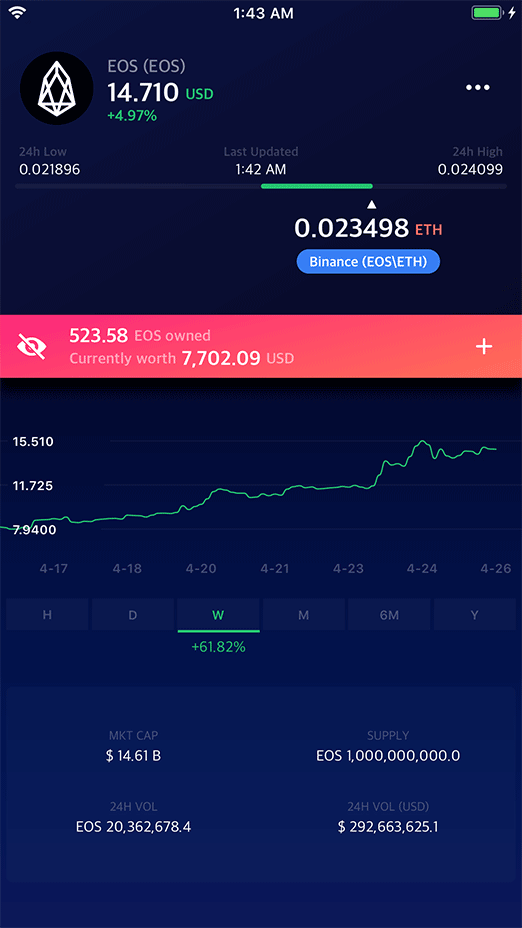 1:43 AM
EOS (EOS)
14.710 USD
+4.97%
24h Low Last Updated 24h High
0.021896 1:42 AM 0.024099
0.023498 ETH
Binance (EOS\ETH)
523.58 EOS owned
Currently worth 7,702.09 USD
15.510
11.725
7.9400
4-17 4-18 4-20 4-21 4-23 4-24 4-26
H D W M 6M Y
+61.82%
MKT CAP SUPPLY
$ 14.61 B EOS 1,000,000,000.0
24H VOL 24H VOL (USD)
EOS 20,362,678.4 $ 292,663,625.1